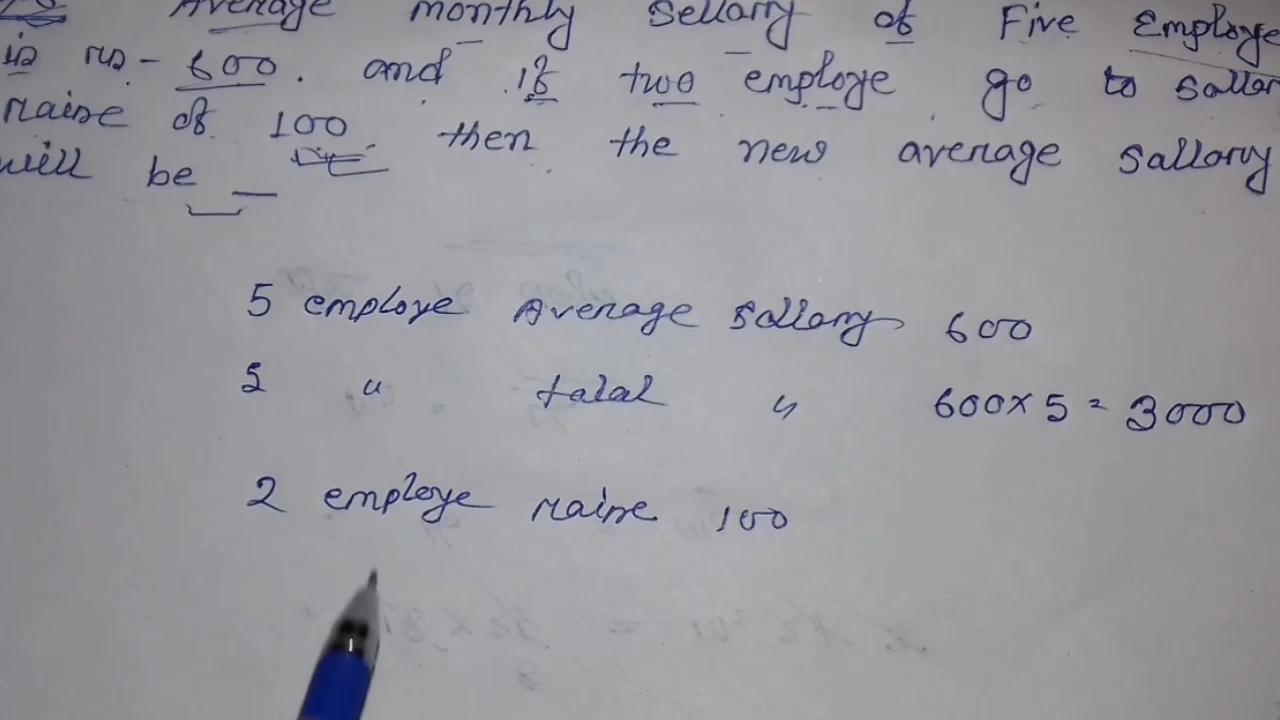 Average monthly Sellarry of Five Employe
is rs - 600. and if two employe go to sallar
raise of 100 then the new average sallary
will be _
5 employe Average sallary 600
5 " total " 600 × 5 = 3000
2 employe raise 100